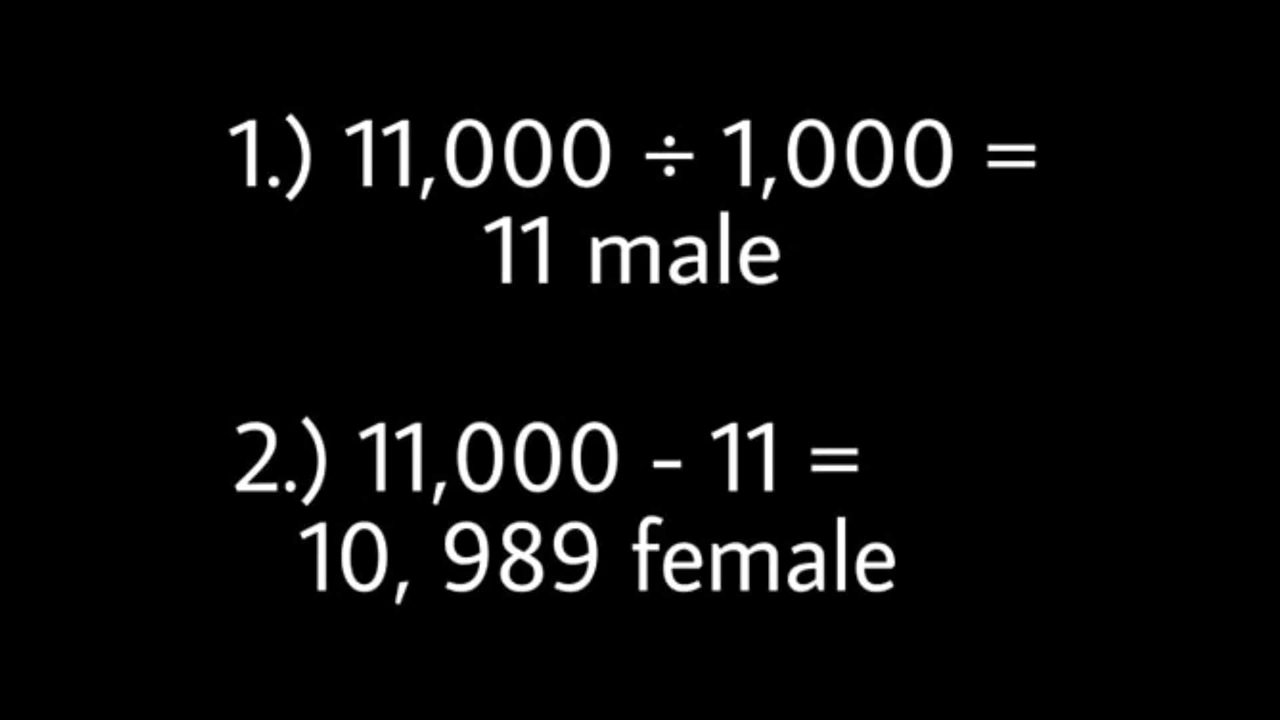 1.) 11,000 ÷ 1,000 =
11 male
2.) 11,000 - 11 =
10, 989 female